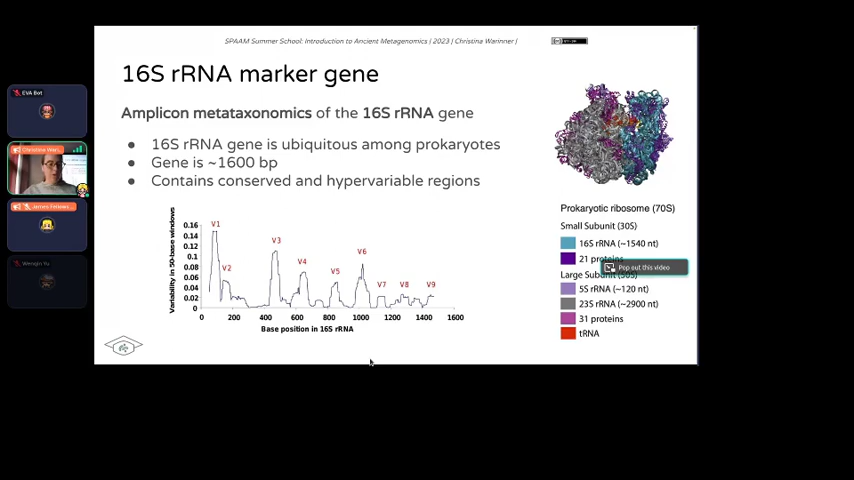 SPAAM Summer School: Introduction to Ancient Metagenomics | 2023 | Christina Warinner |
EVA Bot
Christina War...
James Fellows...
Wenqin Yu
16S rRNA marker gene
Amplicon metataxonomics of the 16S rRNA gene
● 16S rRNA gene is ubiquitous among prokaryotes
● Gene is ~1600 bp
● Contains conserved and hypervariable regions
Variability in 50-base windows
0.16
0.14
0.12
0.1
0.08
0.06
0.04
0.02
0
V1
V2
V3
V4
V5
V6
V7
V8
V9
0 200 400 600 800 1000 1200 1400 1600
Base position in 16S rRNA
Prokaryotic ribosome (70S)
Small Subunit (30S)
16S rRNA (~1540 nt)
21 proteins
Pop out this video
Large Subunit (50S)
5S rRNA (~120 nt)
23S rRNA (~2900 nt)
31 proteins
tRNA